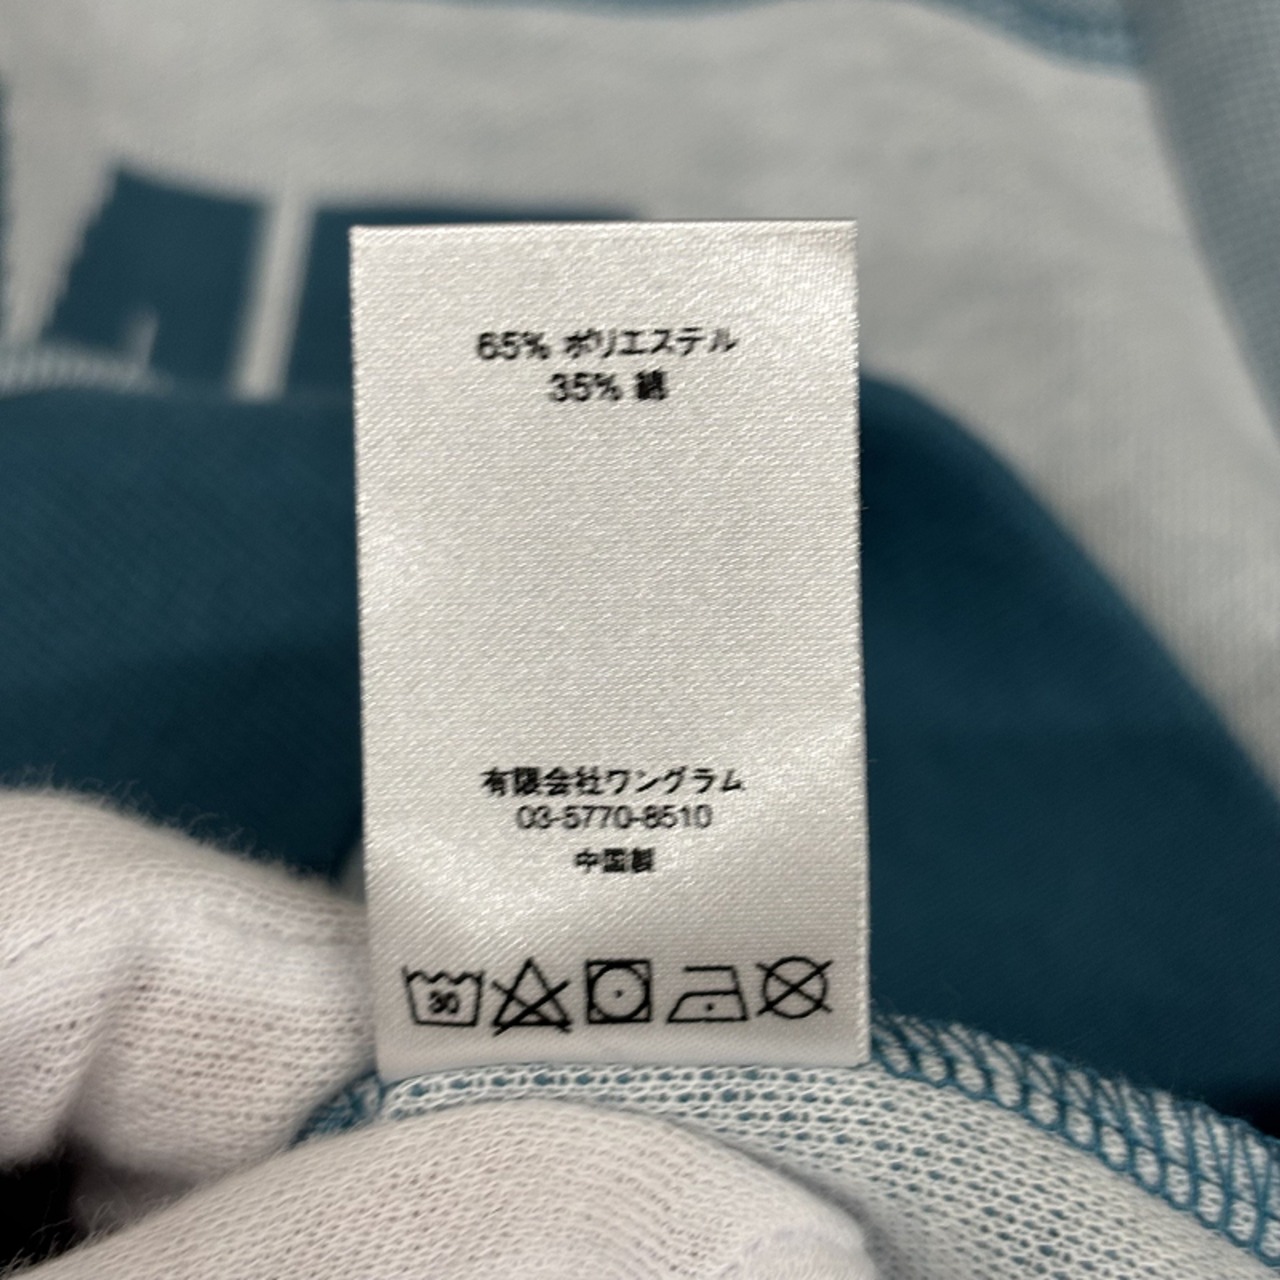 65% ポリエステル
35% 綿
有限会社ワングラム
03-5770-8510
中国製
30